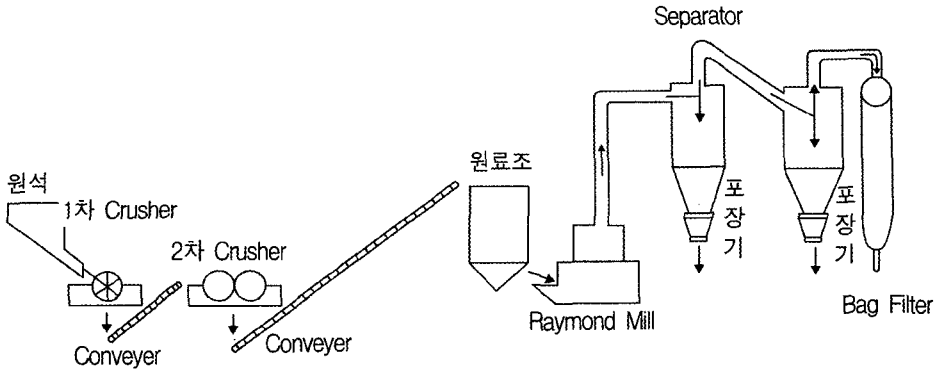 Separator
원료조
원석
1차 Crusher
포장기
포장기
2차 Crusher
Bag Filter
Raymond Mill
Conveyer
Conveyer